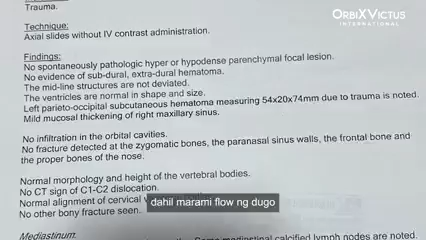 ORBIX VICTUS
INTERNATIONAL
Trauma.
Technique:
Axial slides without IV contrast administration.
Findings:
No spontaneously pathologic hyper or hypodense parenchymal focal lesion.
No evidence of sub-dural, extra-dural hematoma.
The mid-line structures are not deviated.
The ventricles are normal in shape and size.
Left parieto-occipital subcutaneous hematoma measuring 54x20x74mm due to trauma is noted.
Mild mucosal thickening of right maxillary sinus.
No infiltration in the orbital cavities.
No fracture detected at the zygomatic bones, the paranasal sinus walls, the frontal bone and
the proper bones of the nose.
Normal morphology and height of the vertebral bodies.
No CT sign of C1-C2 dislocation.
Normal alignment of cervical
dahil marami flow ng dugo
No other bony fracture seen.
Mediastinum.
mediastinal calcified lymph nodes are noted.